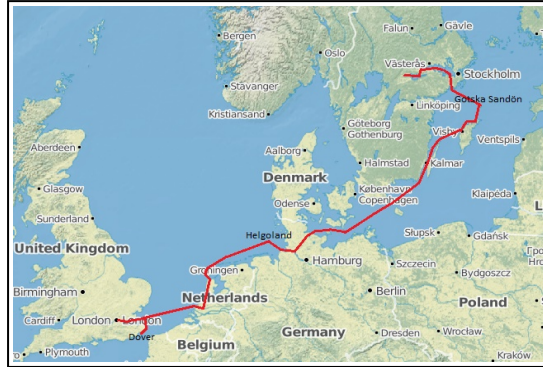 Bergen
Oslo
Falun
Gävle
Västerås
Stockholm
Stavanger
Kristiansand
Linköping
Gotska Sandön
Göteborg
Gothenburg
Visby
Ventspils
Aberdeen
Aalborg
Halmstad
Kalmar
Glasgow
Denmark
København
Copenhagen
Klaipėda
Sunderland
Odense
Helgoland
Słupsk
Gdańsk
United Kingdom
Groningen
Hamburg
Szczecin
Bydgoszcz
Birmingham
Netherlands
Berlin
Poland
Cardiff
London
London
Dover
Plymouth
Belgium
Germany
Dresden
Wrocław